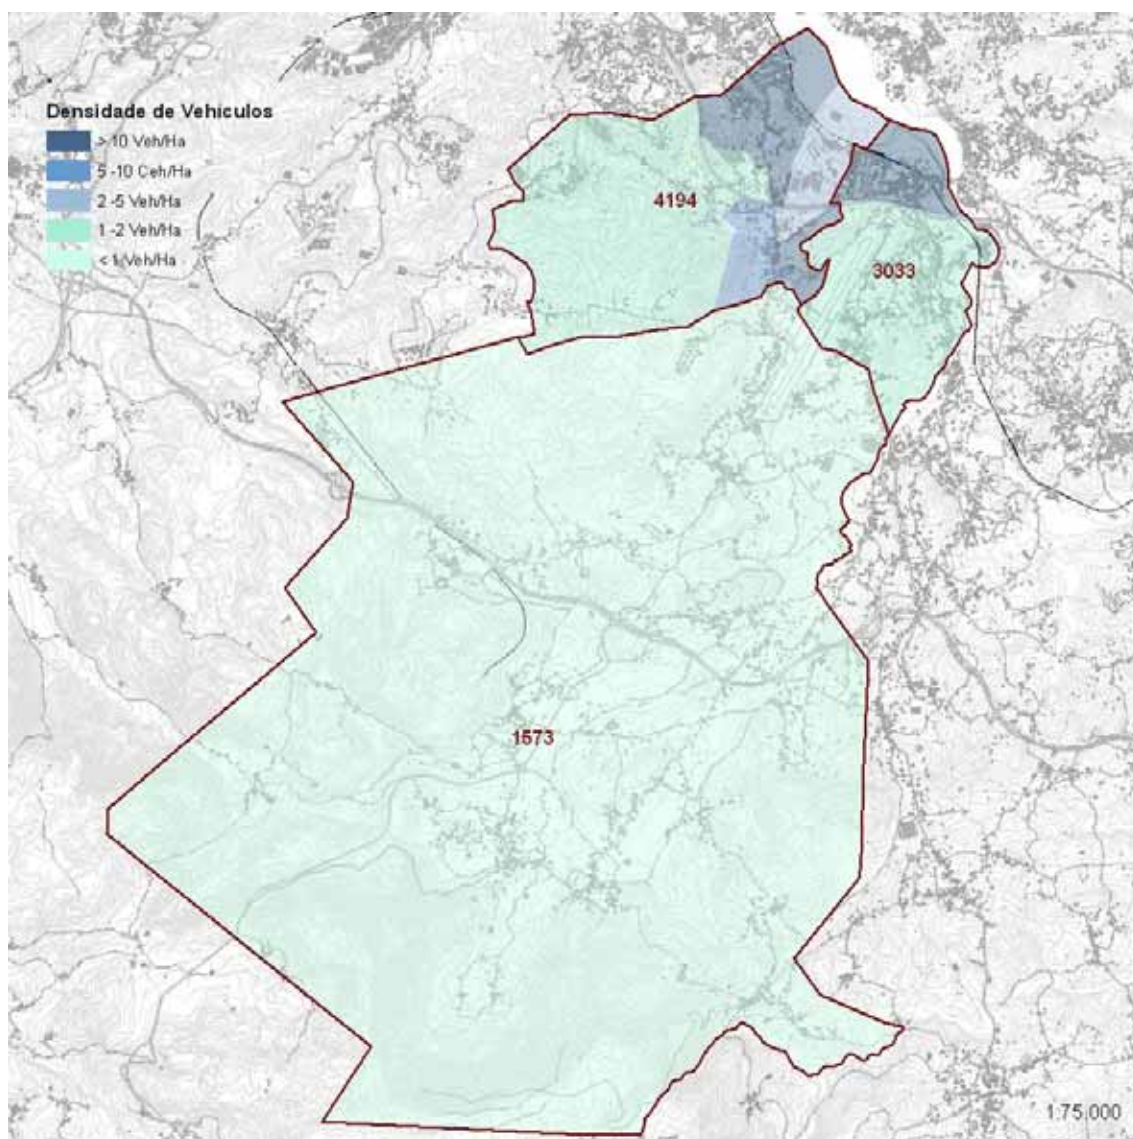 Densidade de Vehiculos
> 10 Veh/Ha
5 -10 Ceh/Ha
2 -5 Veh/Ha
1 -2 Veh/Ha
< 1 Veh/Ha
4194
3033
1573
1:75.000